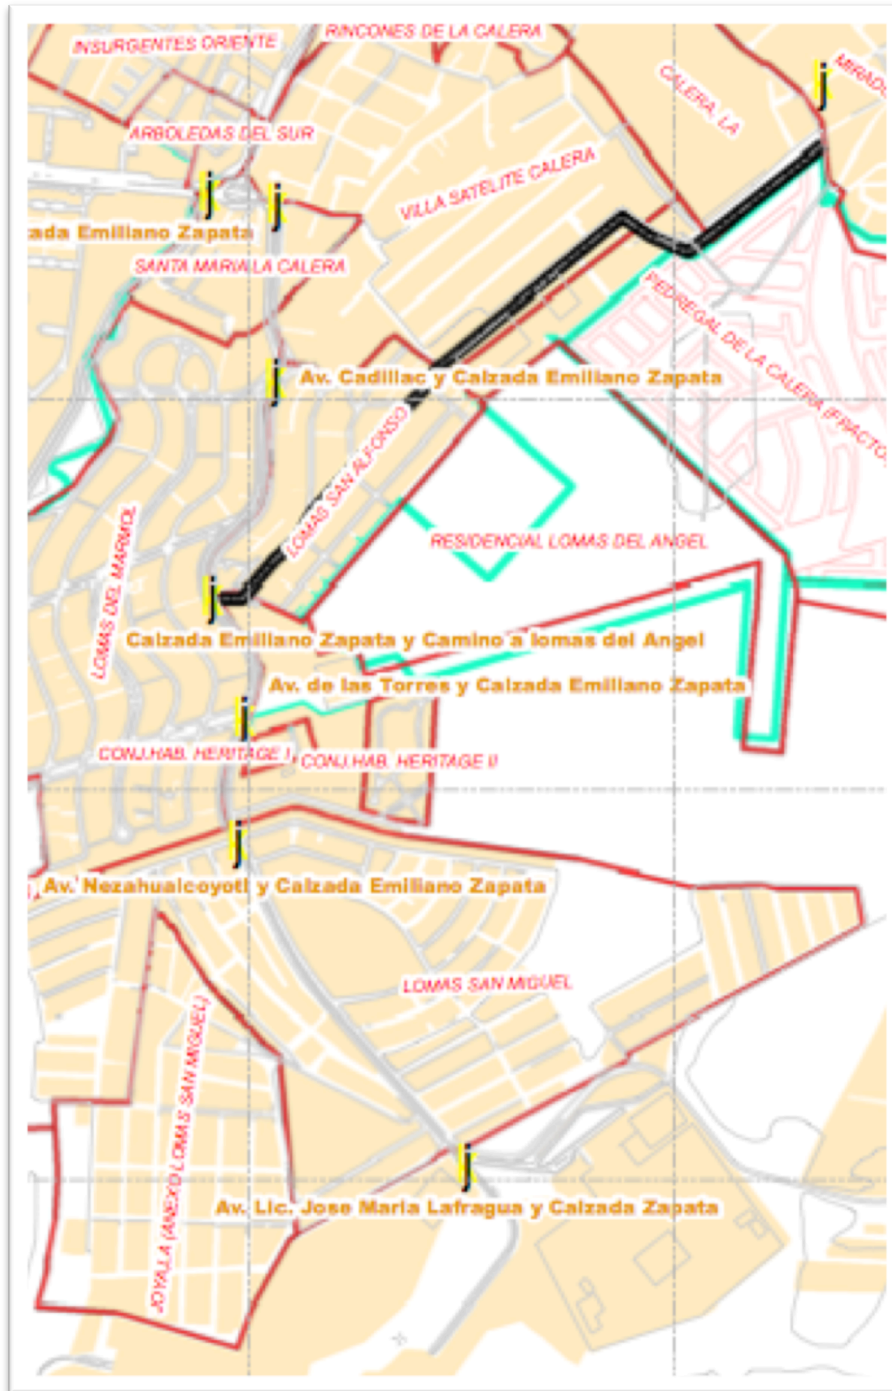 RINCONES DE LA CALERA
INSURGENTES ORIENTE
CALERA, LA
j
ARBOLEDAS DEL SUR
VILLA SATELITE CALERA
j
j
zada Emiliano Zapata
SANTA MARIA LA CALERA
PEDREGAL DE LA CALERA (FRACTO.
j
Av. Cadillac y Calzada Emiliano Zapata
LOMAS SAN ALFONSO
LOMAS DEL MARMOL
RESIDENCIAL LOMAS DEL ANGEL
j
Calzada Emiliano Zapata y Camino a lomas del Angel
Av. de las Torres y Calzada Emiliano Zapata
j
CONJ.HAB. HERITAGE I
CONJ.HAB. HERITAGE II
j
Av. Nezahualcoyotl y Calzada Emiliano Zapata
LOMAS SAN MIGUEL
JOYA LA (ANEXO LOMAS SAN MIGUEL)
j
Av. Lic. Jose Maria Lafragua y Calzada Zapata